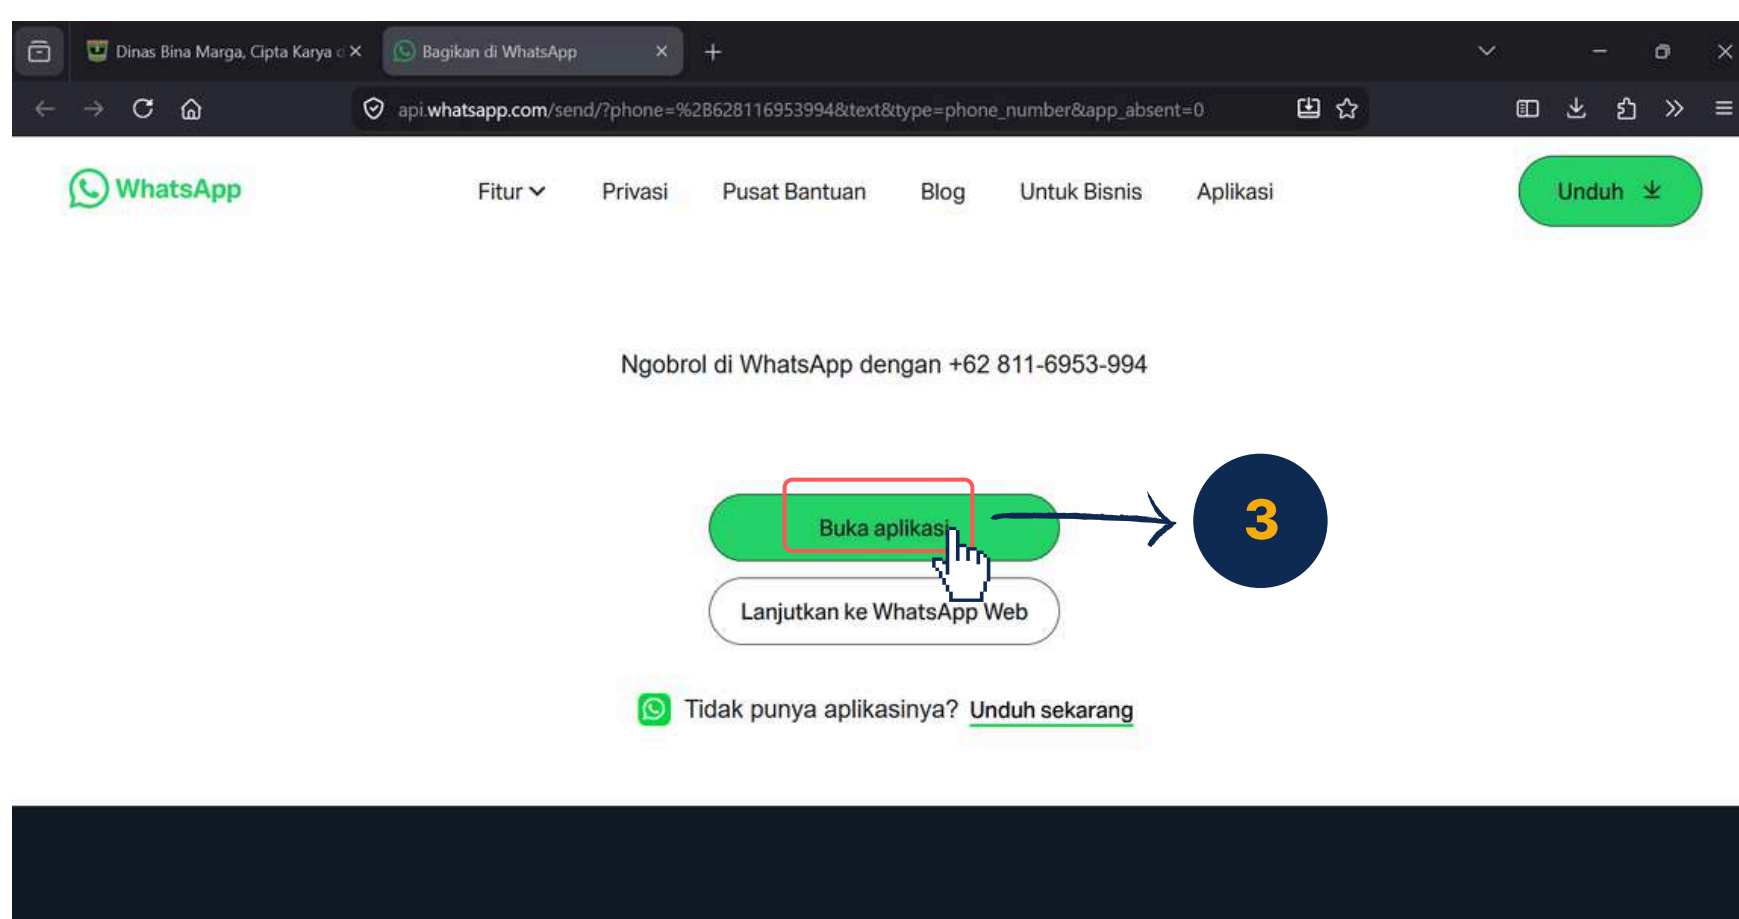 Dinas Bina Marga, Cipta Karya d
Bagikan di WhatsApp
api.whatsapp.com/send/?phone=%2B628116953994&text&type=phone_number&app_absent=0
WhatsApp
Fitur
Privasi
Pusat Bantuan
Blog
Untuk Bisnis
Aplikasi
Unduh
Ngobrol di WhatsApp dengan +62 811-6953-994
Buka aplikasi
3
Lanjutkan ke WhatsApp Web
Tidak punya aplikasinya? Unduh sekarang